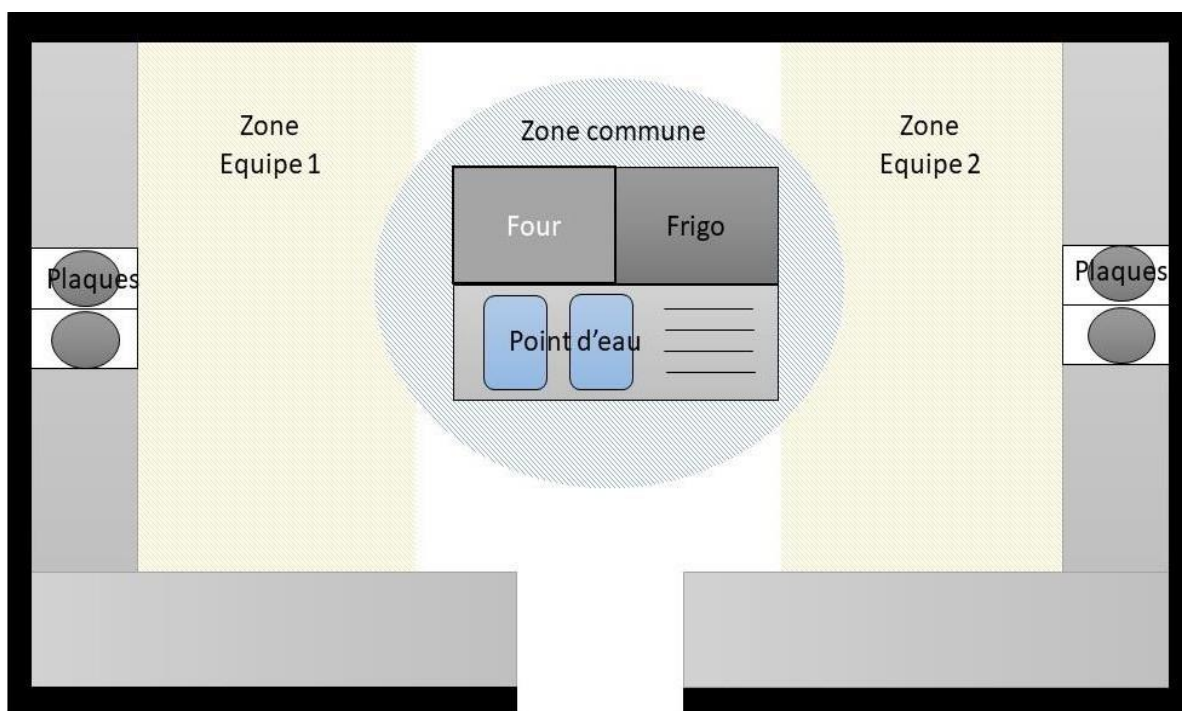 Zone
Equipe 1
Zone commune
Zone
Equipe 2
Four
Frigo
Plaques
Plaques
Point d'eau